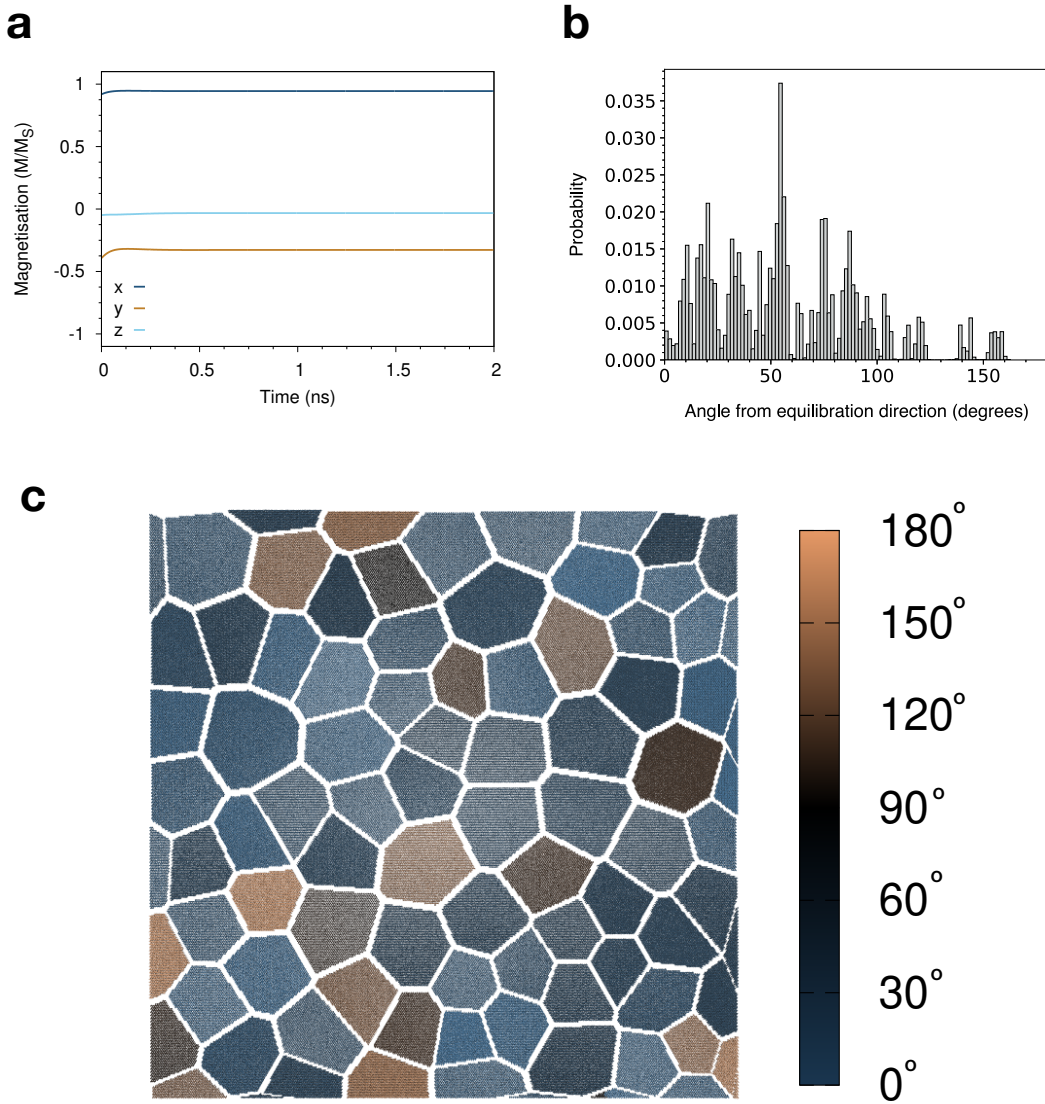 a
1
0.5
0
-0.5
-1
Magnetisation (M/MS)
x
y
z
0
0.5
1
1.5
2
Time (ns)
b
0.035
0.030
0.025
0.020
0.015
0.010
0.005
0.000
Probability
0
50
100
150
Angle from equilibration direction (degrees)
c
180°
150°
120°
90°
60°
30°
0°